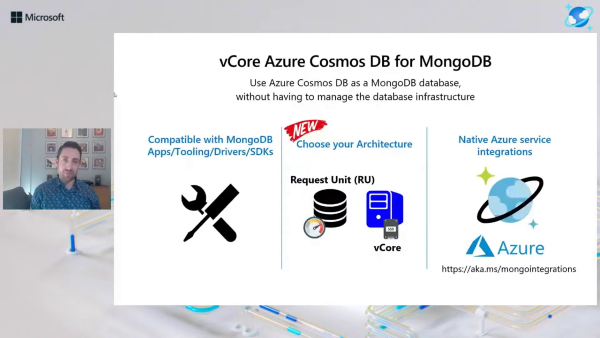 Microsoft
vCore Azure Cosmos DB for MongoDB
Use Azure Cosmos DB as a MongoDB database,
without having to manage the database infrastructure
Compatible with MongoDB
Apps/Tooling/Drivers/SDKs
NEW
Choose your Architecture
Request Unit (RU)
vCore
Native Azure service
integrations
Azure
https://aka.ms/mongointegrations